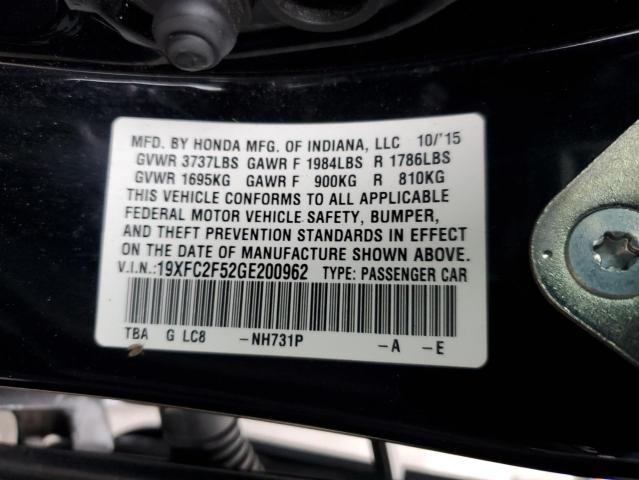 MFD. BY HONDA MFG. OF INDIANA, LLC 10/'15
GVWR 3737LBS GAWR F 1984LBS R 1786LBS
GVWR 1695KG GAWR F 900KG R 810KG
THIS VEHICLE CONFORMS TO ALL APPLICABLE
FEDERAL MOTOR VEHICLE SAFETY, BUMPER,
AND THEFT PREVENTION STANDARDS IN EFFECT
ON THE DATE OF MANUFACTURE SHOWN ABOVE.
V.I.N.:19XFC2F52GE200962 TYPE: PASSENGER CAR
TBA G LC8 -NH731P -A -E